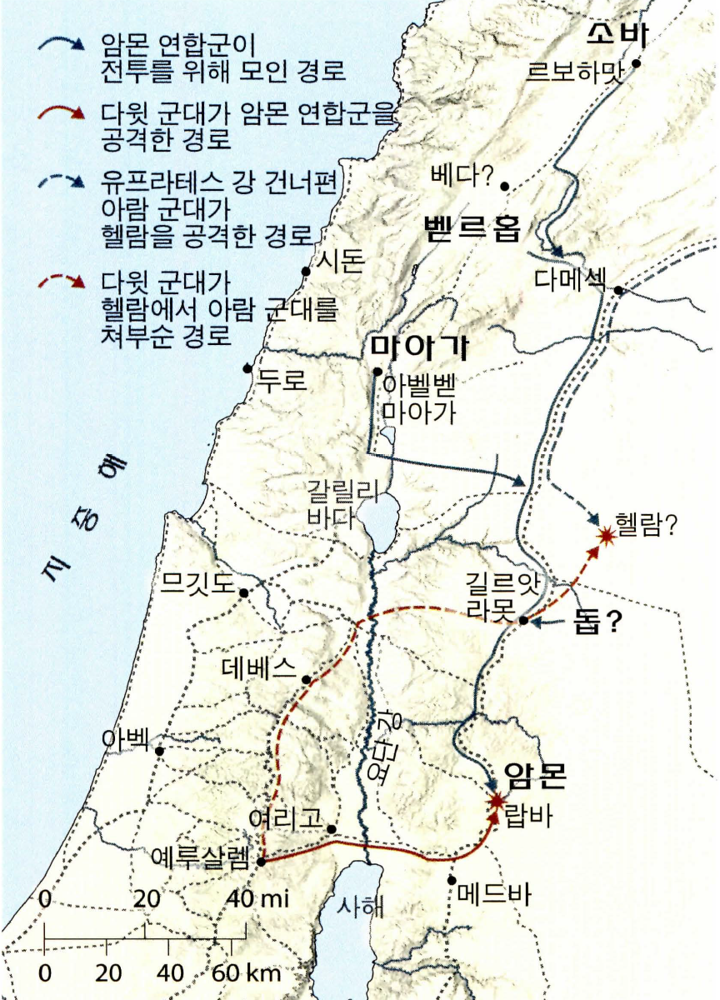 암몬 연합군이
전투를 위해 모인 경로
다윗 군대가 암몬 연합군을
공격한 경로
유프라테스 강 건너편
아람 군대가
헬람을 공격한 경로
다윗 군대가
헬람에서 아람 군대를
쳐부순 경로
소바
르보하맛
베다?
벧르홉
시돈
다메섹
마아가
두로
아벨벧
마아가
지중해
갈릴리
바다
헬람?
므깃도
길르앗
라못
돕?
데베스
요단 강
아벡
암몬
랍바
여리고
예루살렘
메드바
사해
0 20 40 mi
0 20 40 60 km